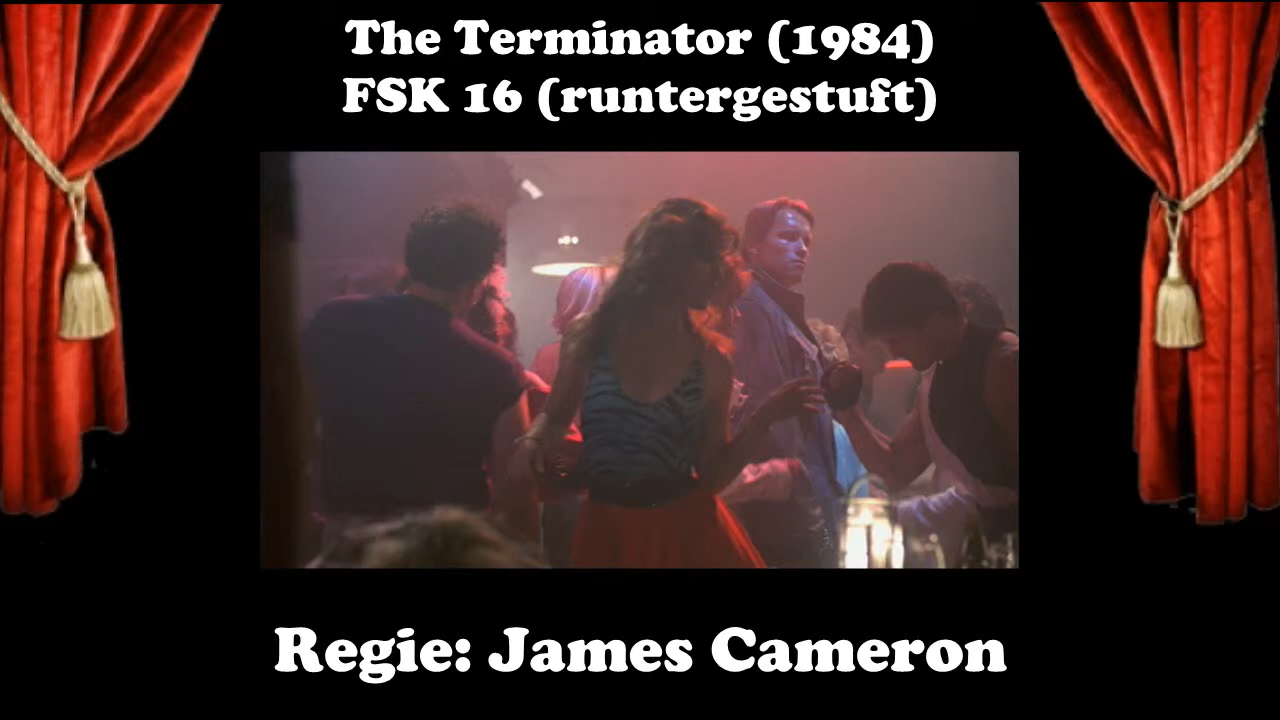 The Terminator (1984)
FSK 16 (runtergestuft)
Regie: James Cameron